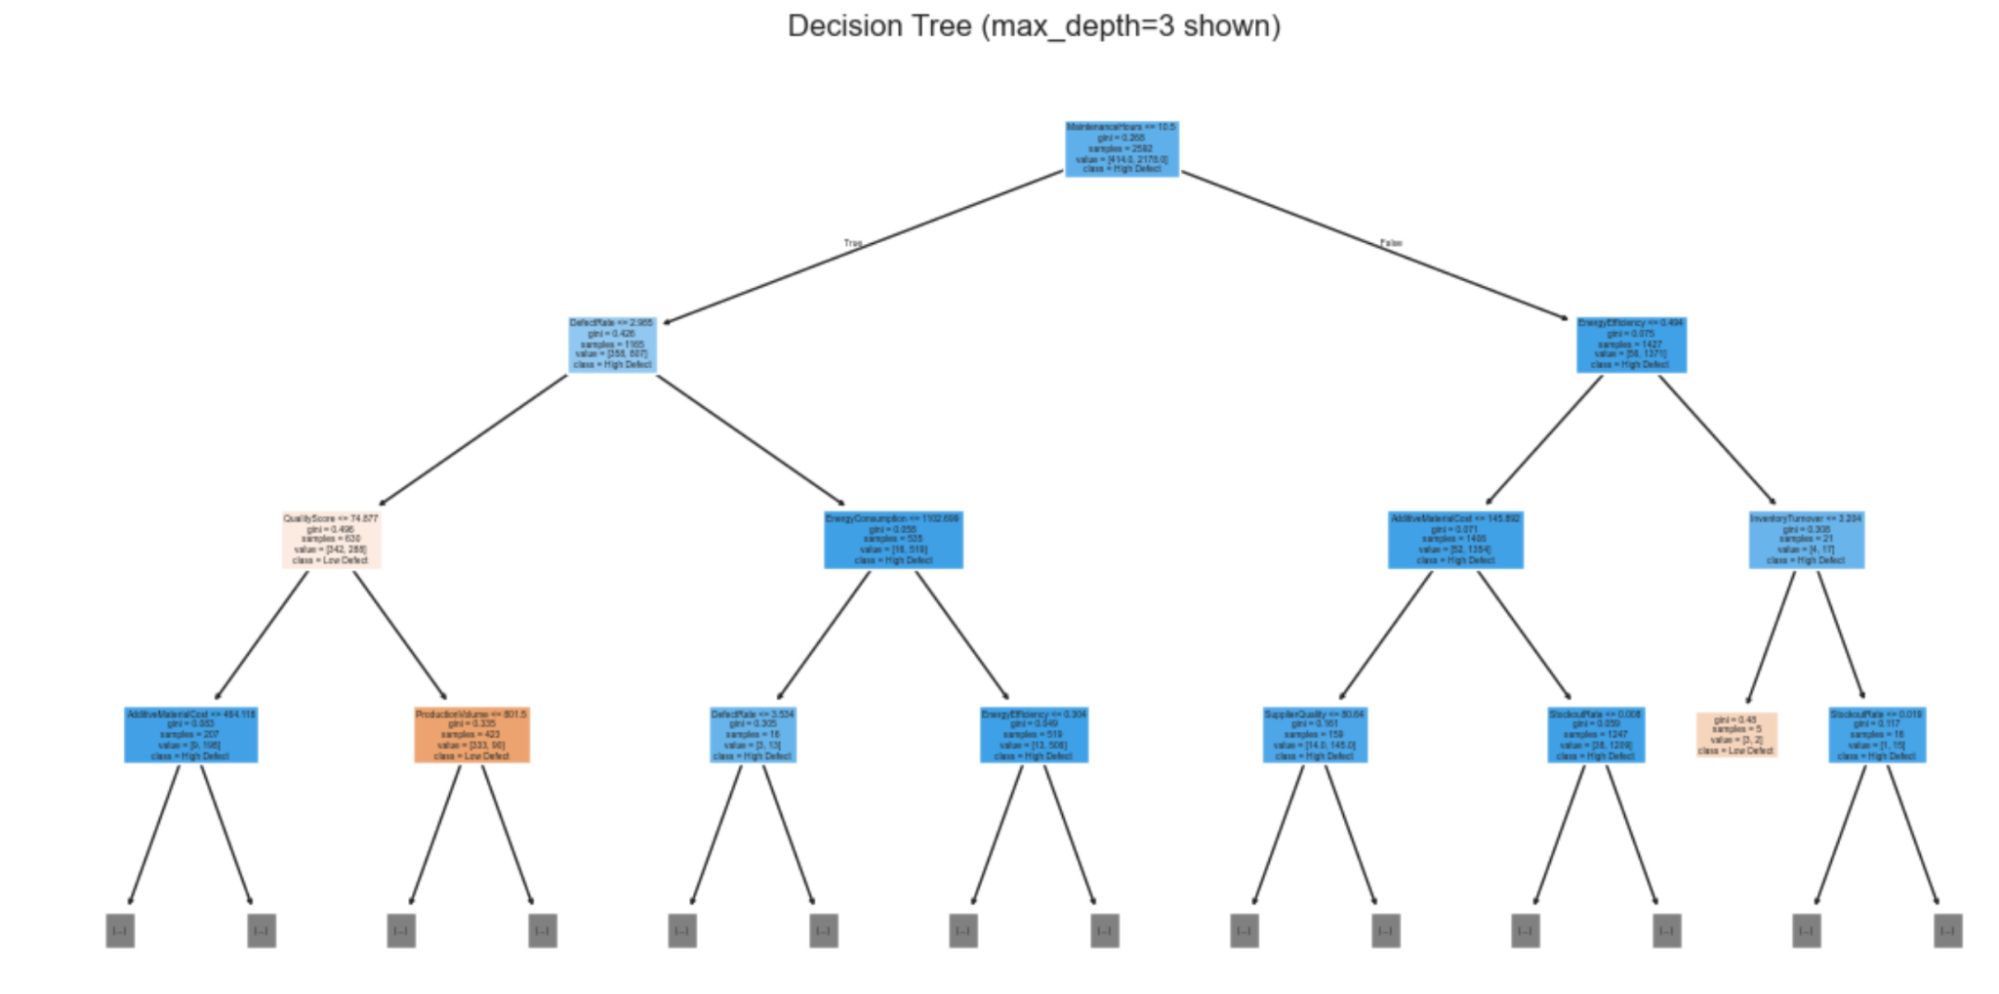 Decision Tree (max_depth=3 shown)
MaintenanceHours <= 10.5
gini = 0.268
samples = 2592
value = [414.0, 2178.0]
class = High Defect
True
False
DefectRate <= 2.965
gini = 0.426
samples = 1165
value = [358, 807]
class = High Defect
EnergyEfficiency <= 0.494
gini = 0.075
samples = 1427
value = [56, 1371]
class = High Defect
QualityScore <= 74.877
gini = 0.496
samples = 630
value = [342, 288]
class = Low Defect
EnergyConsumption <=
gini = 0.058
samples = 535
value = [16, 519]
class = High Defect
AdditiveMaterialCost <= 145.892
gini = 0.071
samples = 1406
value = [52, 1354]
class = High Defect
InventoryTurnover <= 3.204
gini = 0.308
samples = 21
value = [4, 17]
class = High Defect
AdditiveMaterialCost <= 464.118
gini = 0.083
samples = 207
value = [9, 198]
class = High Defect
ProductionVolume <= 801.5
gini = 0.335
samples = 423
value = [333, 90]
class = Low Defect
DefectRate <= 3.534
gini = 0.305
samples = 16
value = [3, 13]
class = High Defect
EnergyEfficiency <= 0.304
gini = 0.049
samples = 519
value = [13, 506]
class = High Defect
SupplierQuality <= 80.64
gini = 0.161
samples = 159
value = [14.0, 145.0]
class = High Defect
StockoutRate <= 0.008
gini = 0.059
samples = 1247
value = [38, 1209]
class = High Defect
gini = 0.48
samples = 5
value = [3, 2]
class = Low Defect
StockoutRate <= 0.019
gini = 0.117
samples = 16
value = [1, 15]
class = High Defect
(...)
(...)
(...)
(...)
(...)
(...)
(...)
(...)
(...)
(...)
(...)
(...)
(...)
(...)